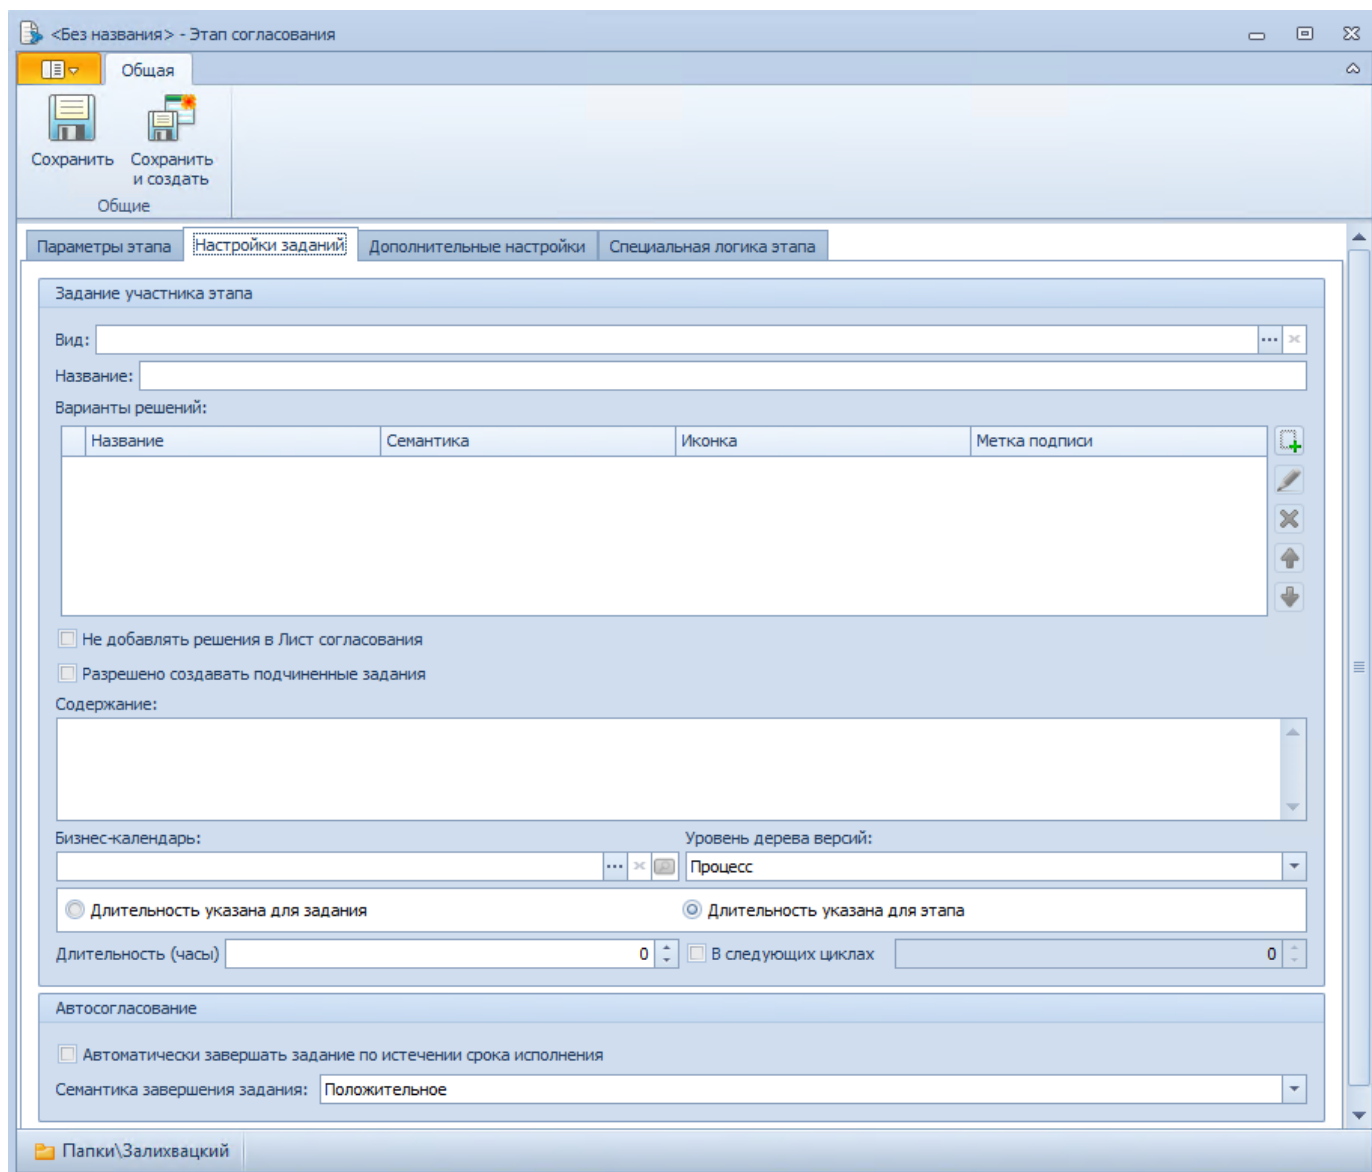 <Без названия> - Этап согласования
Общая
Сохранить
Сохранить
и создать
Общие
Параметры этапа
Настройки заданий
Дополнительные настройки
Специальная логика этапа
Задание участника этапа
Вид:
Название:
Варианты решений:
Название
Семантика
Иконка
Метка подписи
Не добавлять решения в Лист согласования
Разрешено создавать подчиненные задания
Содержание:
Бизнес-календарь:
Уровень дерева версий:
Процесс
Длительность указана для задания
Длительность указана для этапа
Длительность (часы)
0
В следующих циклах
0
Автосогласование
Автоматически завершать задание по истечении срока исполнения
Семантика завершения задания:
Положительное
Папки\Залихвацкий